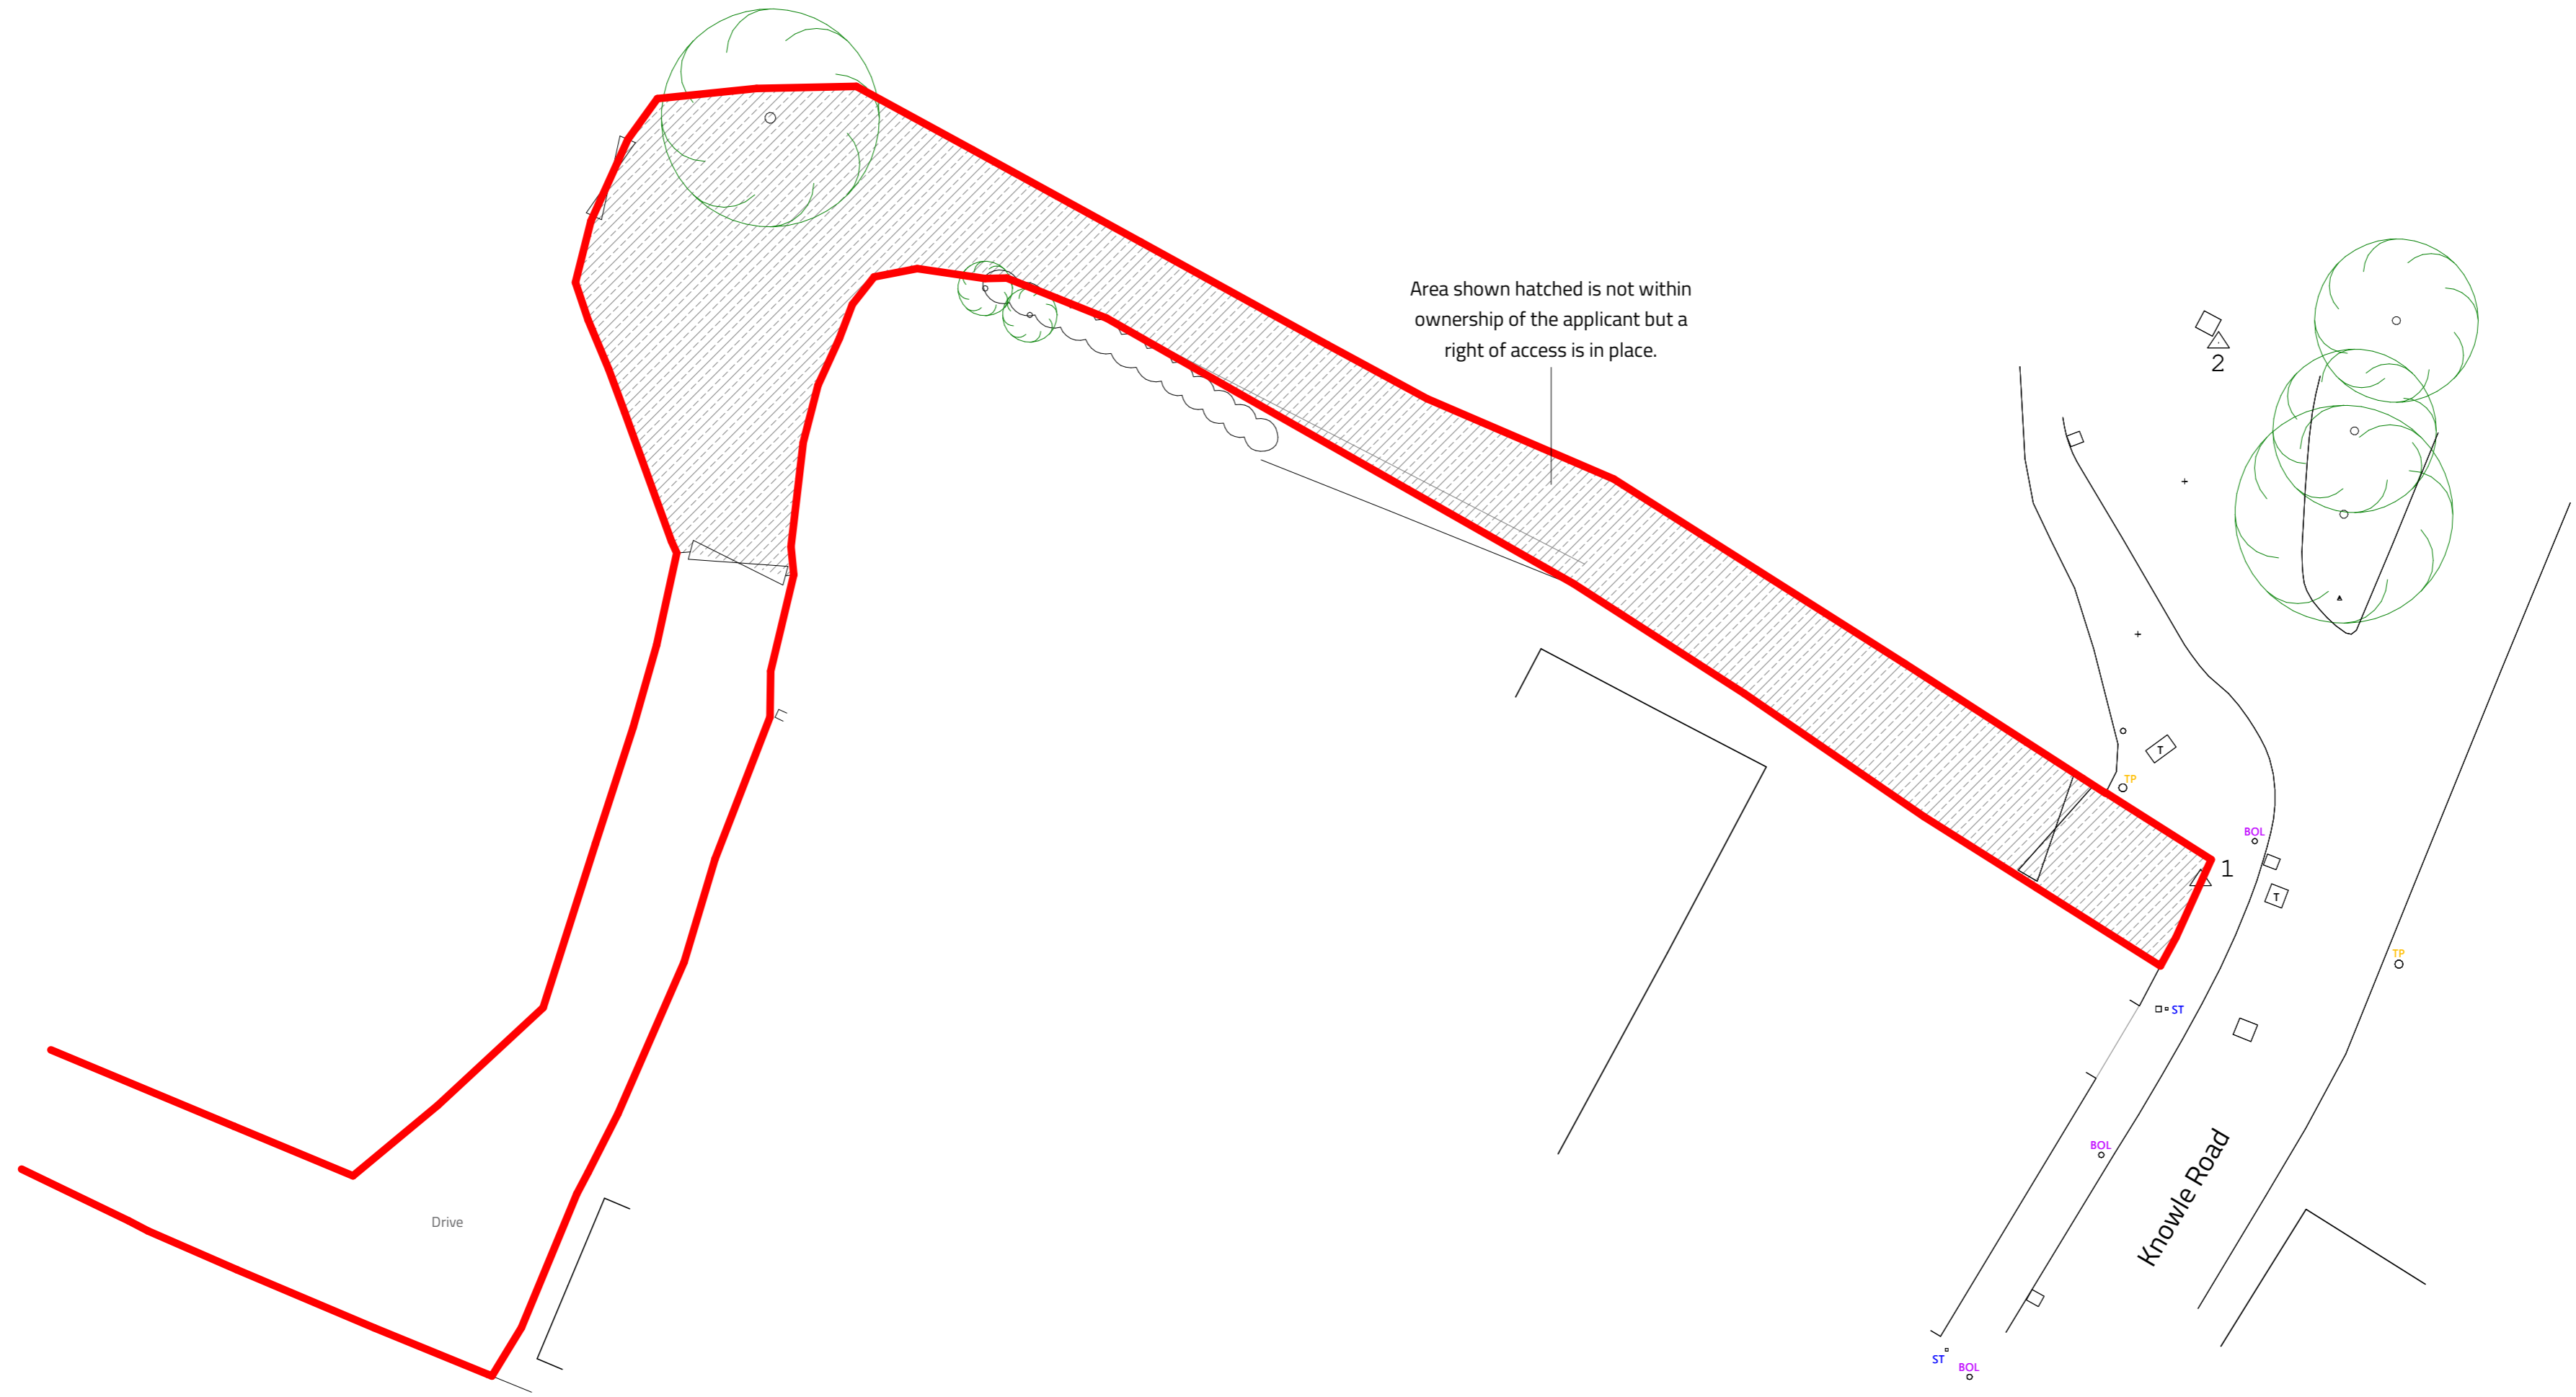 Area shown hatched is not within
ownership of the applicant but a
right of access is in place.
2
T
TP
BOL
1
T
TP
ST
BOL
Knowle Road
Drive
ST
BOL